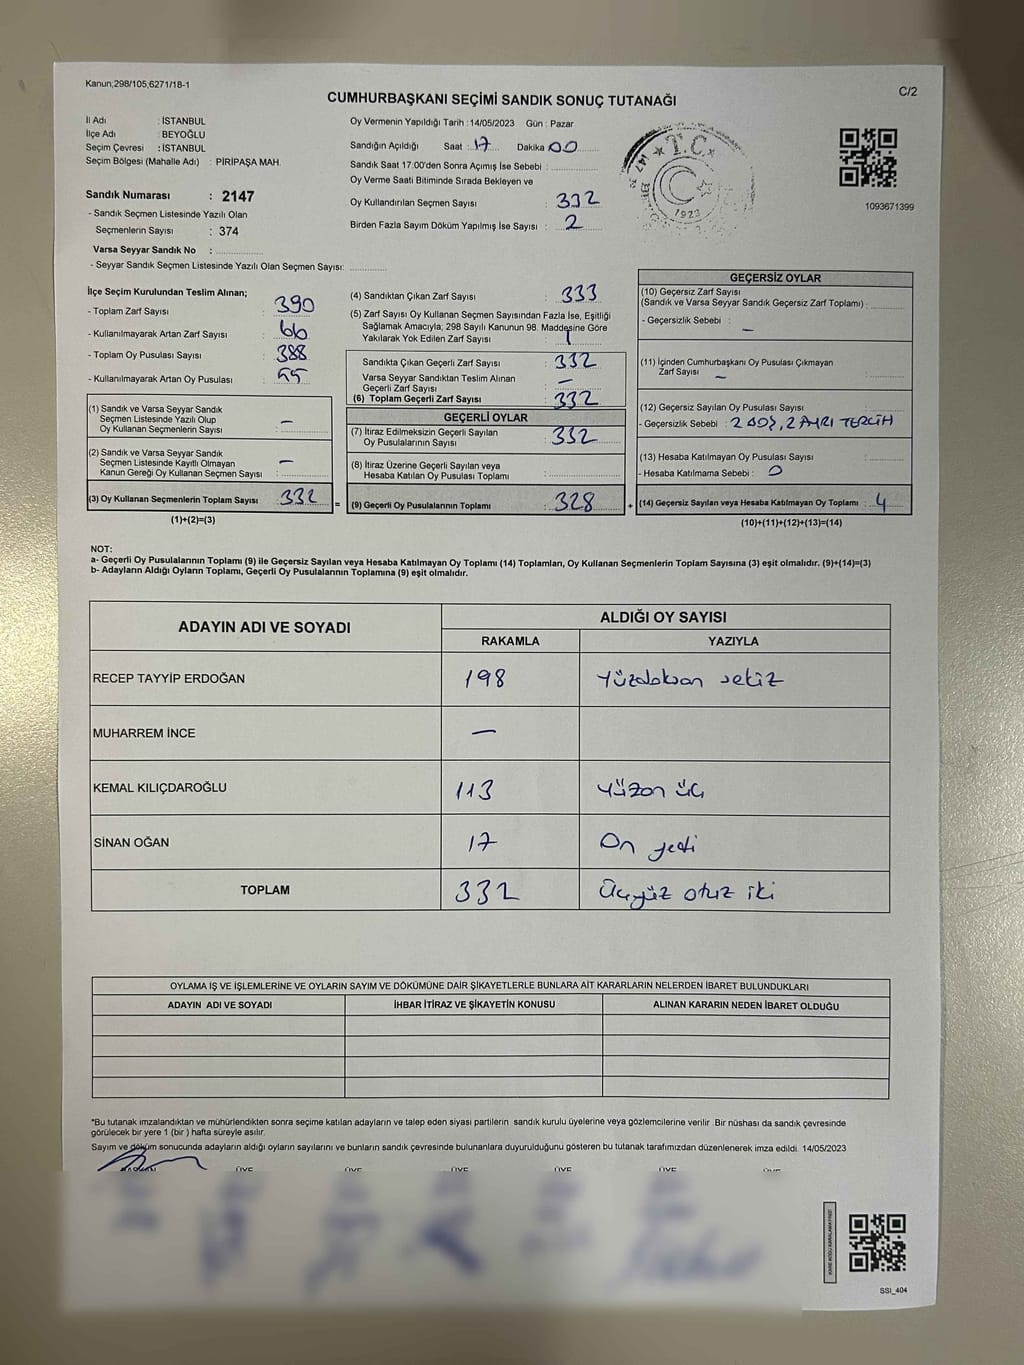 Kanun;298/105;6271/18-1
C/2
CUMHURBAŞKANI SEÇİMİ SANDIK SONUÇ TUTANAĞI
İl Adı : İSTANBUL
İlçe Adı : BEYOĞLU
Seçim Çevresi : İSTANBUL
Seçim Bölgesi (Mahalle Adı) : PİRİPAŞA MAH.
Sandık Numarası : 2147
- Sandık Seçmen Listesinde Yazılı Olan
Seçmenlerin Sayısı : 374
Varsa Seyyar Sandık No :
- Seyyar Sandık Seçmen Listesinde Yazılı Olan Seçmen Sayısı:
Oy Vermenin Yapıldığı Tarih :14/05/2023 Gün : Pazar
Sandığın Açıldığı Saat : 17 Dakika 00
Sandık Saat 17:00'den Sonra Açımış İse Sebebi :
Oy Verme Saati Bitiminde Sırada Bekleyen ve
Oy Kullandırılan Seçmen Sayısı : 332
Birden Fazla Sayım Döküm Yapılmış İse Sayısı : 2
T.C.
1923
1093671399
İlçe Seçim Kurulundan Teslim Alınan;
- Toplam Zarf Sayısı : 390
- Kullanılmayarak Artan Zarf Sayısı : 66
- Toplam Oy Pusulası Sayısı : 388
- Kullanılmayarak Artan Oy Pusulası : 55
(1) Sandık ve Varsa Seyyar Sandık
Seçmen Listesinde Yazılı Olup
Oy Kullanan Seçmenlerin Sayısı : —
(2) Sandık ve Varsa Seyyar Sandık
Seçmen Listesinde Kayıtlı Olmayan
Kanun Gereği Oy Kullanan Seçmen Sayısı : —
(3) Oy Kullanan Seçmenlerin Toplam Sayısı : 332 =
(1)+(2)=(3)
(4) Sandıktan Çıkan Zarf Sayısı : 333
(5) Zarf Sayısı Oy Kullanan Seçmen Sayısından Fazla İse, Eşitliği
Sağlamak Amacıyla; 298 Sayılı Kanunun 98. Maddesine Göre
Yakılarak Yok Edilen Zarf Sayısı : 1
Sandıkta Çıkan Geçerli Zarf Sayısı : 332
Varsa Seyyar Sandıktan Teslim Alınan
Geçerli Zarf Sayısı : —
(6) Toplam Geçerli Zarf Sayısı : 332
GEÇERLİ OYLAR
(7) İtiraz Edilmeksizin Geçerli Sayılan
Oy Pusulalarının Sayısı : 332
(8) İtiraz Üzerine Geçerli Sayılan veya
Hesaba Katılan Oy Pusulası Toplamı :
(9) Geçerli Oy Pusulalarının Toplamı : 328 +
GEÇERSİZ OYLAR
(10) Geçersiz Zarf Sayısı
(Sandık ve Varsa Seyyar Sandık Geçersiz Zarf Toplamı) :
- Geçersizlik Sebebi : —
(11) İçinden Cumhurbaşkanı Oy Pusulası Çıkmayan
Zarf Sayısı —
(12) Geçersiz Sayılan Oy Pusulası Sayısı :
- Geçersizlik Sebebi : 2 BOŞ, 2 AYRI TERCİH
(13) Hesaba Katılmayan Oy Pusulası Sayısı :
- Hesaba Katılmama Sebebi : 0
(14) Geçersiz Sayılan veya Hesaba Katılmayan Oy Toplamı : 4
(10)+(11)+(12)+(13)=(14)
NOT:
a- Geçerli Oy Pusulalarının Toplamı (9) ile Geçersiz Sayılan veya Hesaba Katılmayan Oy Toplamı (14) Toplamları, Oy Kullanan Seçmenlerin Toplam Sayısına (3) eşit olmalıdır. (9)+(14)=(3)
b- Adayların Aldığı Oyların Toplamı, Geçerli Oy Pusulalarının Toplamına (9) eşit olmalıdır.
ADAYIN ADI VE SOYADI
ALDIĞI OY SAYISI
RAKAMLA YAZIYLA
RECEP TAYYİP ERDOĞAN 198 Yüzdoksan sekiz
MUHARREM İNCE —
KEMAL KILIÇDAROĞLU 113 Yüzon üç
SİNAN OĞAN 17 On yedi
TOPLAM 332 Üçyüz otuz iki
OYLAMA İŞ VE İŞLEMLERİNE VE OYLARIN SAYIM VE DÖKÜMÜNE DAİR ŞİKAYETLERLE BUNLARA AİT KARARLARIN NELERDEN İBARET BULUNDUKLARI
ADAYIN ADI VE SOYADI İHBAR İTİRAZ VE ŞİKAYETİN KONUSU ALINAN KARARIN NEDEN İBARET OLDUĞU
*Bu tutanak imzalandıktan ve mühürlendikten sonra seçime katılan adayların ve talep eden siyasi partilerin sandık kurulu üyelerine veya gözlemcilerine verilir. Bir nüshası da sandık çevresinde
görülecek bir yere 1 (bir) hafta süreyle asılır.
Sayım ve döküm sonucunda adayların aldığı oyların sayılarını ve bunların sandık çevresinde bulunanlara duyurulduğunu gösteren bu tutanak tarafımızdan düzenlenerek imza edildi. 14/05/2023
ÜYE ÜYE ÜYE ÜYE ÜYE ÜYE
SSI_404